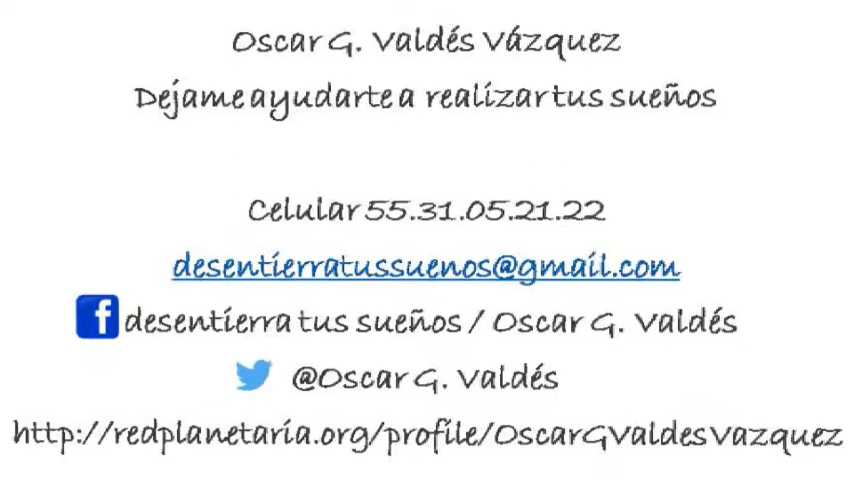 Oscar G. Valdés Vázquez
Dejame ayudarte a realizar tus sueños
Celular 55.31.05.21.22
desentierratussuenos@gmail.com
f desentierra tus sueños / Oscar G. Valdés
@Oscar G. Valdés
http://redplanetaria.org/profile/OscarGValdesVazquez